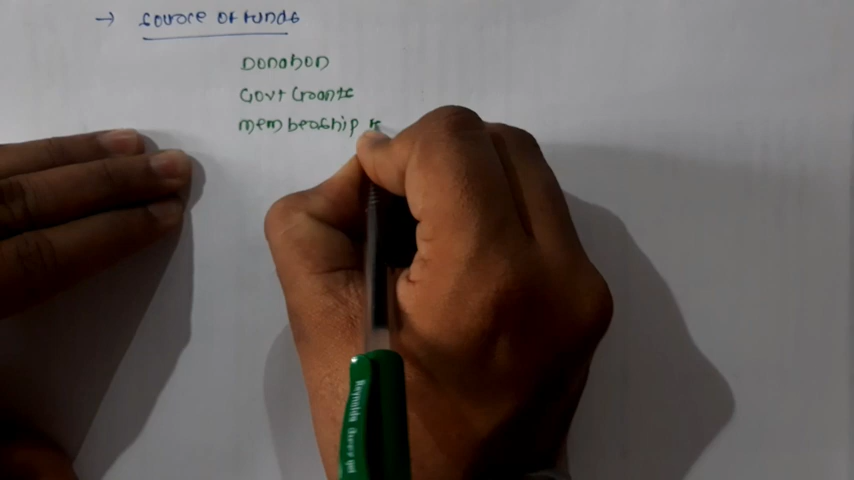 → Source of Funds
Donation
Govt Grants
membership F
Reynolds